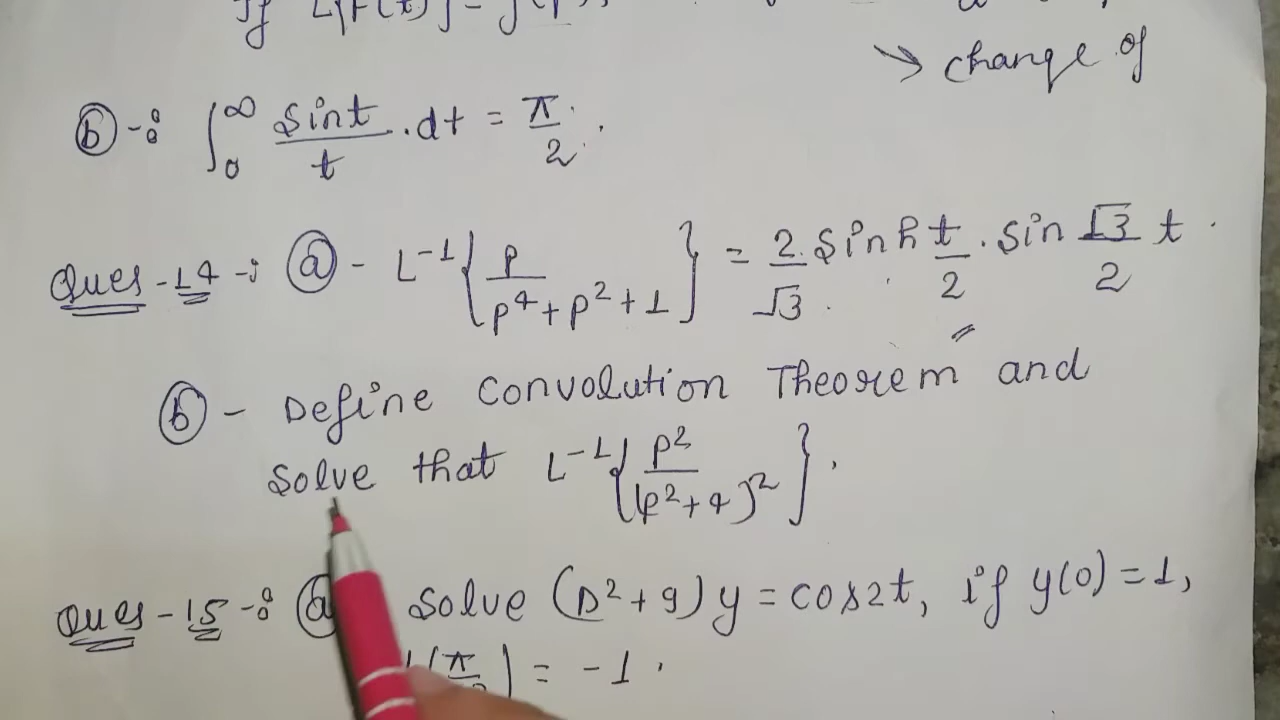 If L{F(t)} = f(p),
→ change of
(b) -: ∫₀^∞ sint/t .dt = π/2 .
Ques-14 -: (a) - L⁻¹{p/(p⁴+p²+1)} = 2/√3 . sinh t/2 . sin √3/2 t .
(b) - Define Convolution Theorem and
solve that L⁻¹{p²/(p²+4)²} .
Ques-15 -: (a) solve (D²+9)y = cos2t, if y(0) = 1,
= -1 .